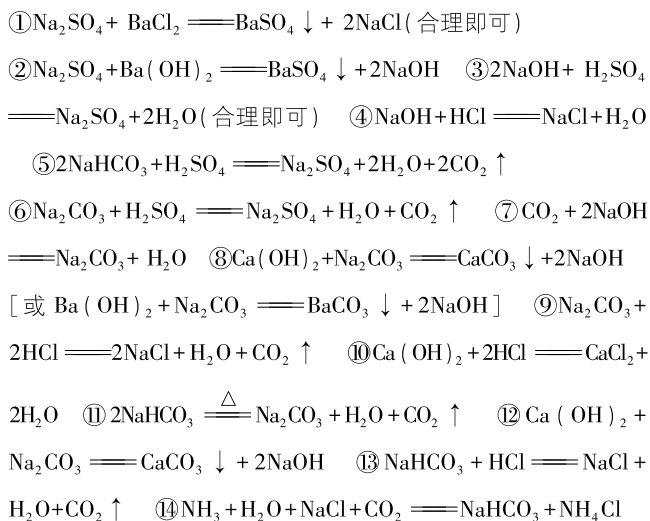 ①Na₂SO₄+ BaCl₂ ══BaSO₄↓+ 2NaCl(合理即可)
②Na₂SO₄+Ba(OH)₂ ══BaSO₄↓+2NaOH ③2NaOH+ H₂SO₄
══Na₂SO₄+2H₂O(合理即可) ④NaOH+HCl══NaCl+H₂O
⑤2NaHCO₃+H₂SO₄ ══Na₂SO₄+2H₂O+2CO₂↑
⑥Na₂CO₃+H₂SO₄ ══Na₂SO₄+H₂O+CO₂↑ ⑦CO₂+2NaOH
══Na₂CO₃+ H₂O ⑧Ca(OH)₂+Na₂CO₃══CaCO₃↓+2NaOH
[或 Ba(OH)₂+Na₂CO₃ ══BaCO₃↓+2NaOH] ⑨Na₂CO₃+
2HCl══2NaCl+H₂O+CO₂↑ ⑩Ca(OH)₂+2HCl══CaCl₂+
2H₂O ⑪2NaHCO₃ ═△═ Na₂CO₃+H₂O+CO₂↑ ⑫Ca(OH)₂+
Na₂CO₃══CaCO₃↓+2NaOH ⑬NaHCO₃+HCl══NaCl+
H₂O+CO₂↑ ⑭NH₃+H₂O+NaCl+CO₂══NaHCO₃+NH₄Cl